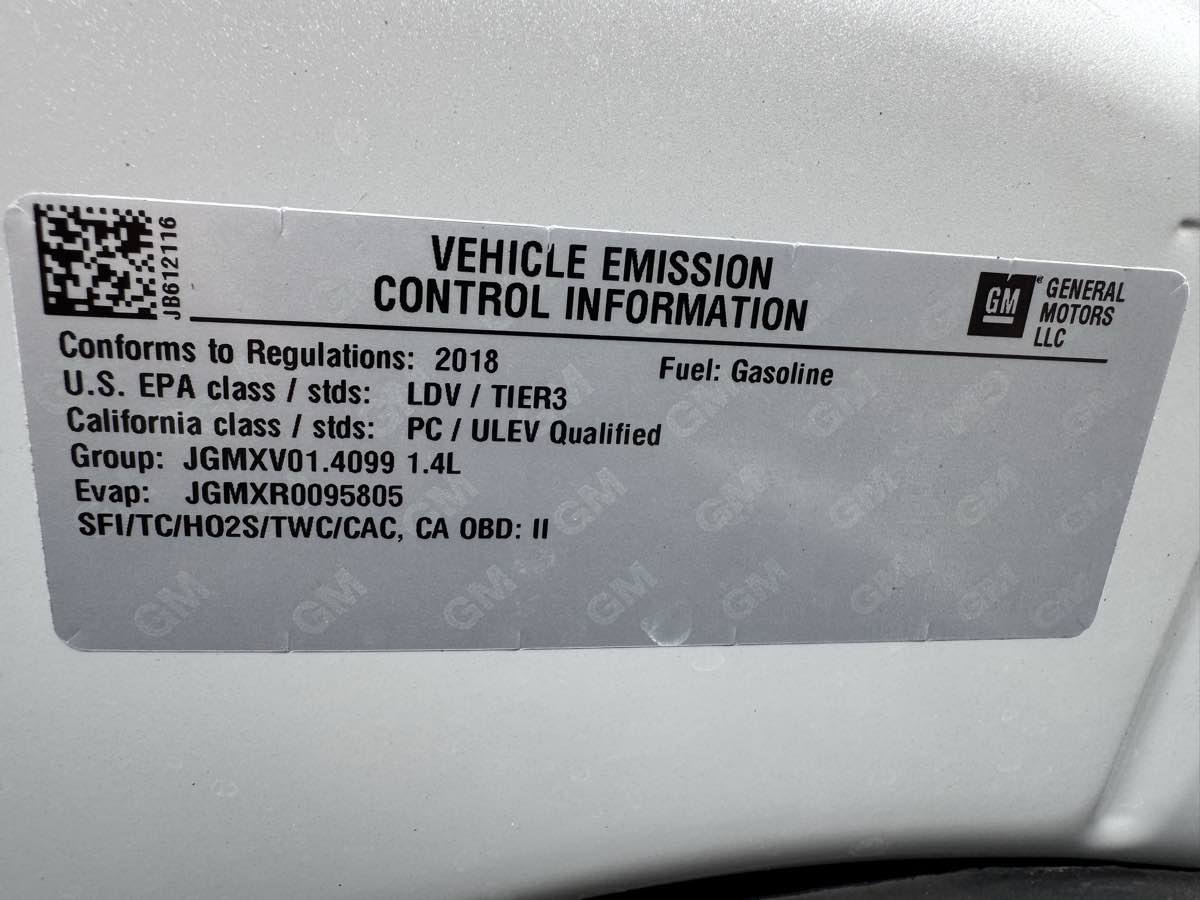 JB612116
VEHICLE EMISSION
CONTROL INFORMATION
GM
GENERAL
MOTORS
LLC
Conforms to Regulations: 2018
Fuel: Gasoline
U.S. EPA class / stds: LDV / TIER3
California class / stds: PC / ULEV Qualified
Group: JGMXV01.4099 1.4L
Evap: JGMXR0095805
SFI/TC/HO2S/TWC/CAC, CA OBD: II